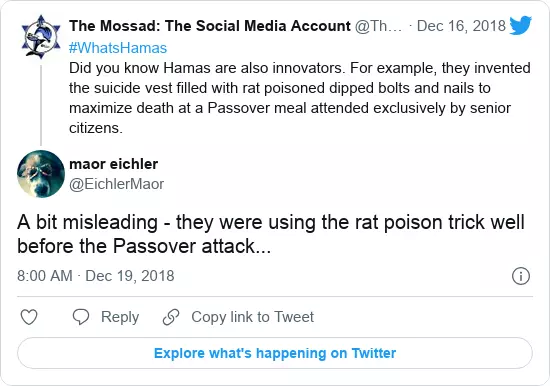 The Mossad: The Social Media Account @Th... · Dec 16, 2018
#WhatsHamas
Did you know Hamas are also innovators. For example, they invented
the suicide vest filled with rat poisoned dipped bolts and nails to
maximize death at a Passover meal attended exclusively by senior
citizens.
maor eichler
@EichlerMaor
A bit misleading - they were using the rat poison trick well
before the Passover attack...
8:00 AM · Dec 19, 2018
Reply
Copy link to Tweet
Explore what's happening on Twitter